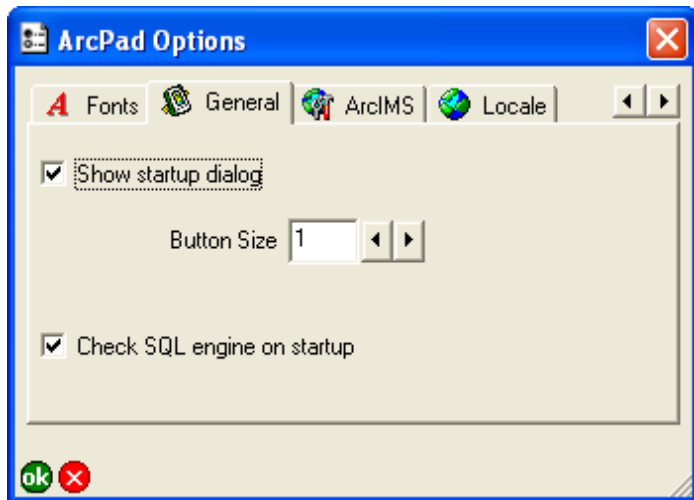 ArcPad Options
A Fonts General ArcIMS Locale
Show startup dialog
Button Size 1
Check SQL engine on startup
ok